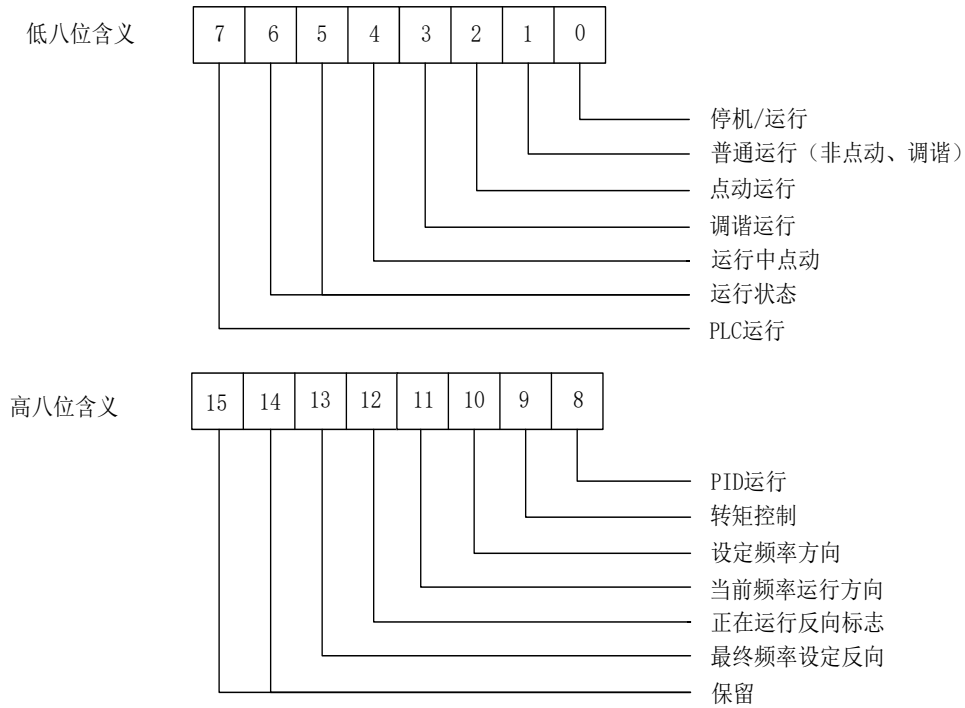 低八位含义
7 6 5 4 3 2 1 0
停机/运行
普通运行（非点动、调谐）
点动运行
调谐运行
运行中点动
运行状态
PLC运行
高八位含义
15 14 13 12 11 10 9 8
PID运行
转矩控制
设定频率方向
当前频率运行方向
正在运行反向标志
最终频率设定反向
保留